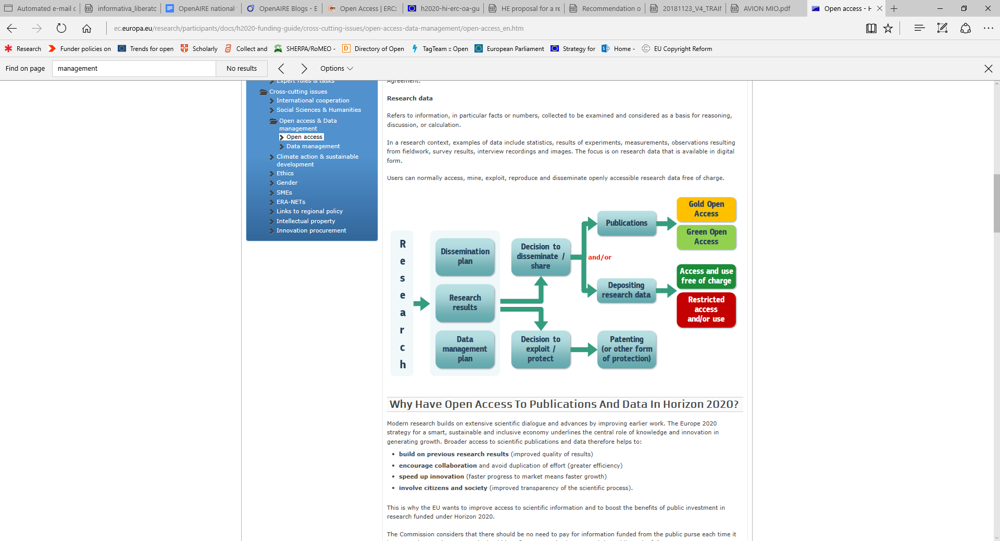 Automated e-mail c
informativa_liberato
OpenAIRE national
OpenAIRE Blogs - E
Open Access | ERC:
h2020-hi-erc-oa-gu
HE proposal for a re
Recommendation o
20181123_V4_TRAIN
AVION MIO.pdf
Open access - H
ec.europa.eu/research/participants/docs/h2020-funding-guide/cross-cutting-issues/open-access-data-management/open-access_en.htm
Research
Funder policies on
Trends for open
Scholarly
Collect and
SHERPA/RoMEO -
Directory of Open
TagTeam :: Open
European Parliament
Strategy for
Home -
EU Copyright Reform
Find on page
management
No results
Options
Expert roles & tasks
Cross-cutting issues
International cooperation
Social Sciences & Humanities
Open access & Data
management
Open access
Data management
Climate action & sustainable
development
Ethics
Gender
SMEs
ERA-NETs
Links to regional policy
Intellectual property
Innovation procurement
Agreement.
Research data
Refers to information, in particular facts or numbers, collected to be examined and considered as a basis for reasoning,
discussion, or calculation.
In a research context, examples of data include statistics, results of experiments, measurements, observations resulting
from fieldwork, survey results, interview recordings and images. The focus is on research data that is available in digital
form.
Users can normally access, mine, exploit, reproduce and disseminate openly accessible research data free of charge.
Research
Dissemination
plan
Research
results
Data
management
plan
Decision to
disseminate /
share
Decision to
exploit /
protect
and/or
Publications
Depositing
research data
Patenting
(or other form
of protection)
Gold Open
Access
Green Open
Access
Access and use
free of charge
Restricted
access
and/or use
Why Have Open Access To Publications And Data In Horizon 2020?
Modern research builds on extensive scientific dialogue and advances by improving earlier work. The Europe 2020
strategy for a smart, sustainable and inclusive economy underlines the central role of knowledge and innovation in
generating growth. Broader access to scientific publications and data therefore helps to:
• build on previous research results (improved quality of results)
• encourage collaboration and avoid duplication of effort (greater efficiency)
• speed up innovation (faster progress to market means faster growth)
• involve citizens and society (improved transparency of the scientific process).
This is why the EU wants to improve access to scientific information and to boost the benefits of public investment in
research funded under Horizon 2020.
The Commission considers that there should be no need to pay for information funded from the public purse each time it